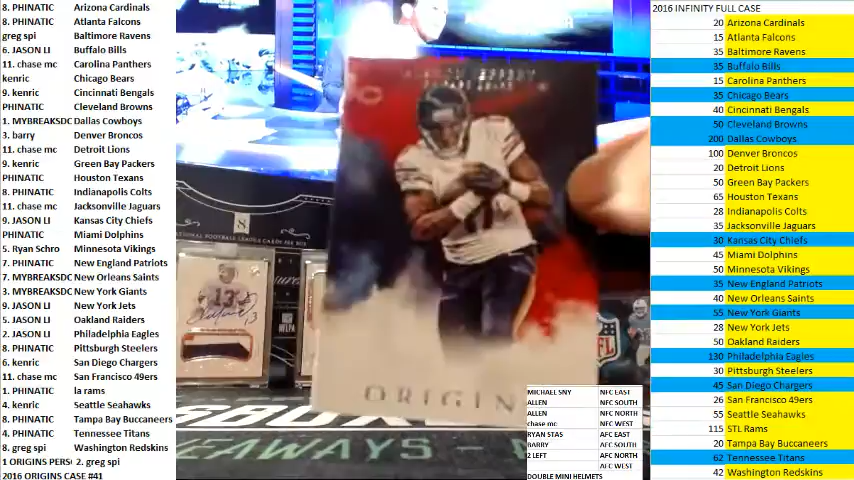 8. PHINATIC Arizona Cardinals
8. PHINATIC Atlanta Falcons
greg spi Baltimore Ravens
6. JASON LI Buffalo Bills
11. chase mc Carolina Panthers
kenric Chicago Bears
9. kenric Cincinnati Bengals
PHINATIC Cleveland Browns
1. MYBREAKSDC Dallas Cowboys
3. barry Denver Broncos
11. chase mc Detroit Lions
9. kenric Green Bay Packers
PHINATIC Houston Texans
8. PHINATIC Indianapolis Colts
11. chase mc Jacksonville Jaguars
9. JASON LI Kansas City Chiefs
PHINATIC Miami Dolphins
5. Ryan Schro Minnesota Vikings
7. PHINATIC New England Patriots
7. MYBREAKSDC New Orleans Saints
3. MYBREAKSDC New York Giants
9. JASON LI New York Jets
5. JASON LI Oakland Raiders
2. JASON LI Philadelphia Eagles
8. PHINATIC Pittsburgh Steelers
6. kenric San Diego Chargers
11. chase mc San Francisco 49ers
1. PHINATIC la rams
4. kenric Seattle Seahawks
8. PHINATIC Tampa Bay Buccaneers
4. PHINATIC Tennessee Titans
8. greg spi Washington Redskins
1 ORIGINS PERS( 2. greg spi
2016 ORIGINS CASE #41
ORIGIN
8
13
NFL
MICHAEL SNY NFC EAST
ALLEN NFC SOUTH
ALLEN NFC NORTH
chase mc NFC WEST
RYAN STAS AFC EAST
BARRY AFC SOUTH
2 LEFT AFC NORTH
AFC WEST
DOUBLE MINI HELMETS
2016 INFINITY FULL CASE
20 Arizona Cardinals
15 Atlanta Falcons
35 Baltimore Ravens
35 Buffalo Bills
15 Carolina Panthers
35 Chicago Bears
40 Cincinnati Bengals
50 Cleveland Browns
200 Dallas Cowboys
100 Denver Broncos
20 Detroit Lions
50 Green Bay Packers
65 Houston Texans
28 Indianapolis Colts
35 Jacksonville Jaguars
30 Kansas City Chiefs
45 Miami Dolphins
50 Minnesota Vikings
35 New England Patriots
40 New Orleans Saints
55 New York Giants
28 New York Jets
50 Oakland Raiders
130 Philadelphia Eagles
30 Pittsburgh Steelers
45 San Diego Chargers
26 San Francisco 49ers
55 Seattle Seahawks
115 STL Rams
20 Tampa Bay Buccaneers
62 Tennessee Titans
42 Washington Redskins